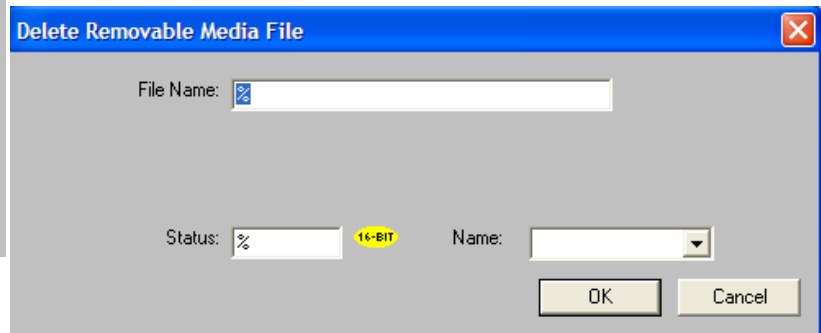 Delete Removable Media File
File Name: %
Status: % 16-BIT Name:
OK Cancel